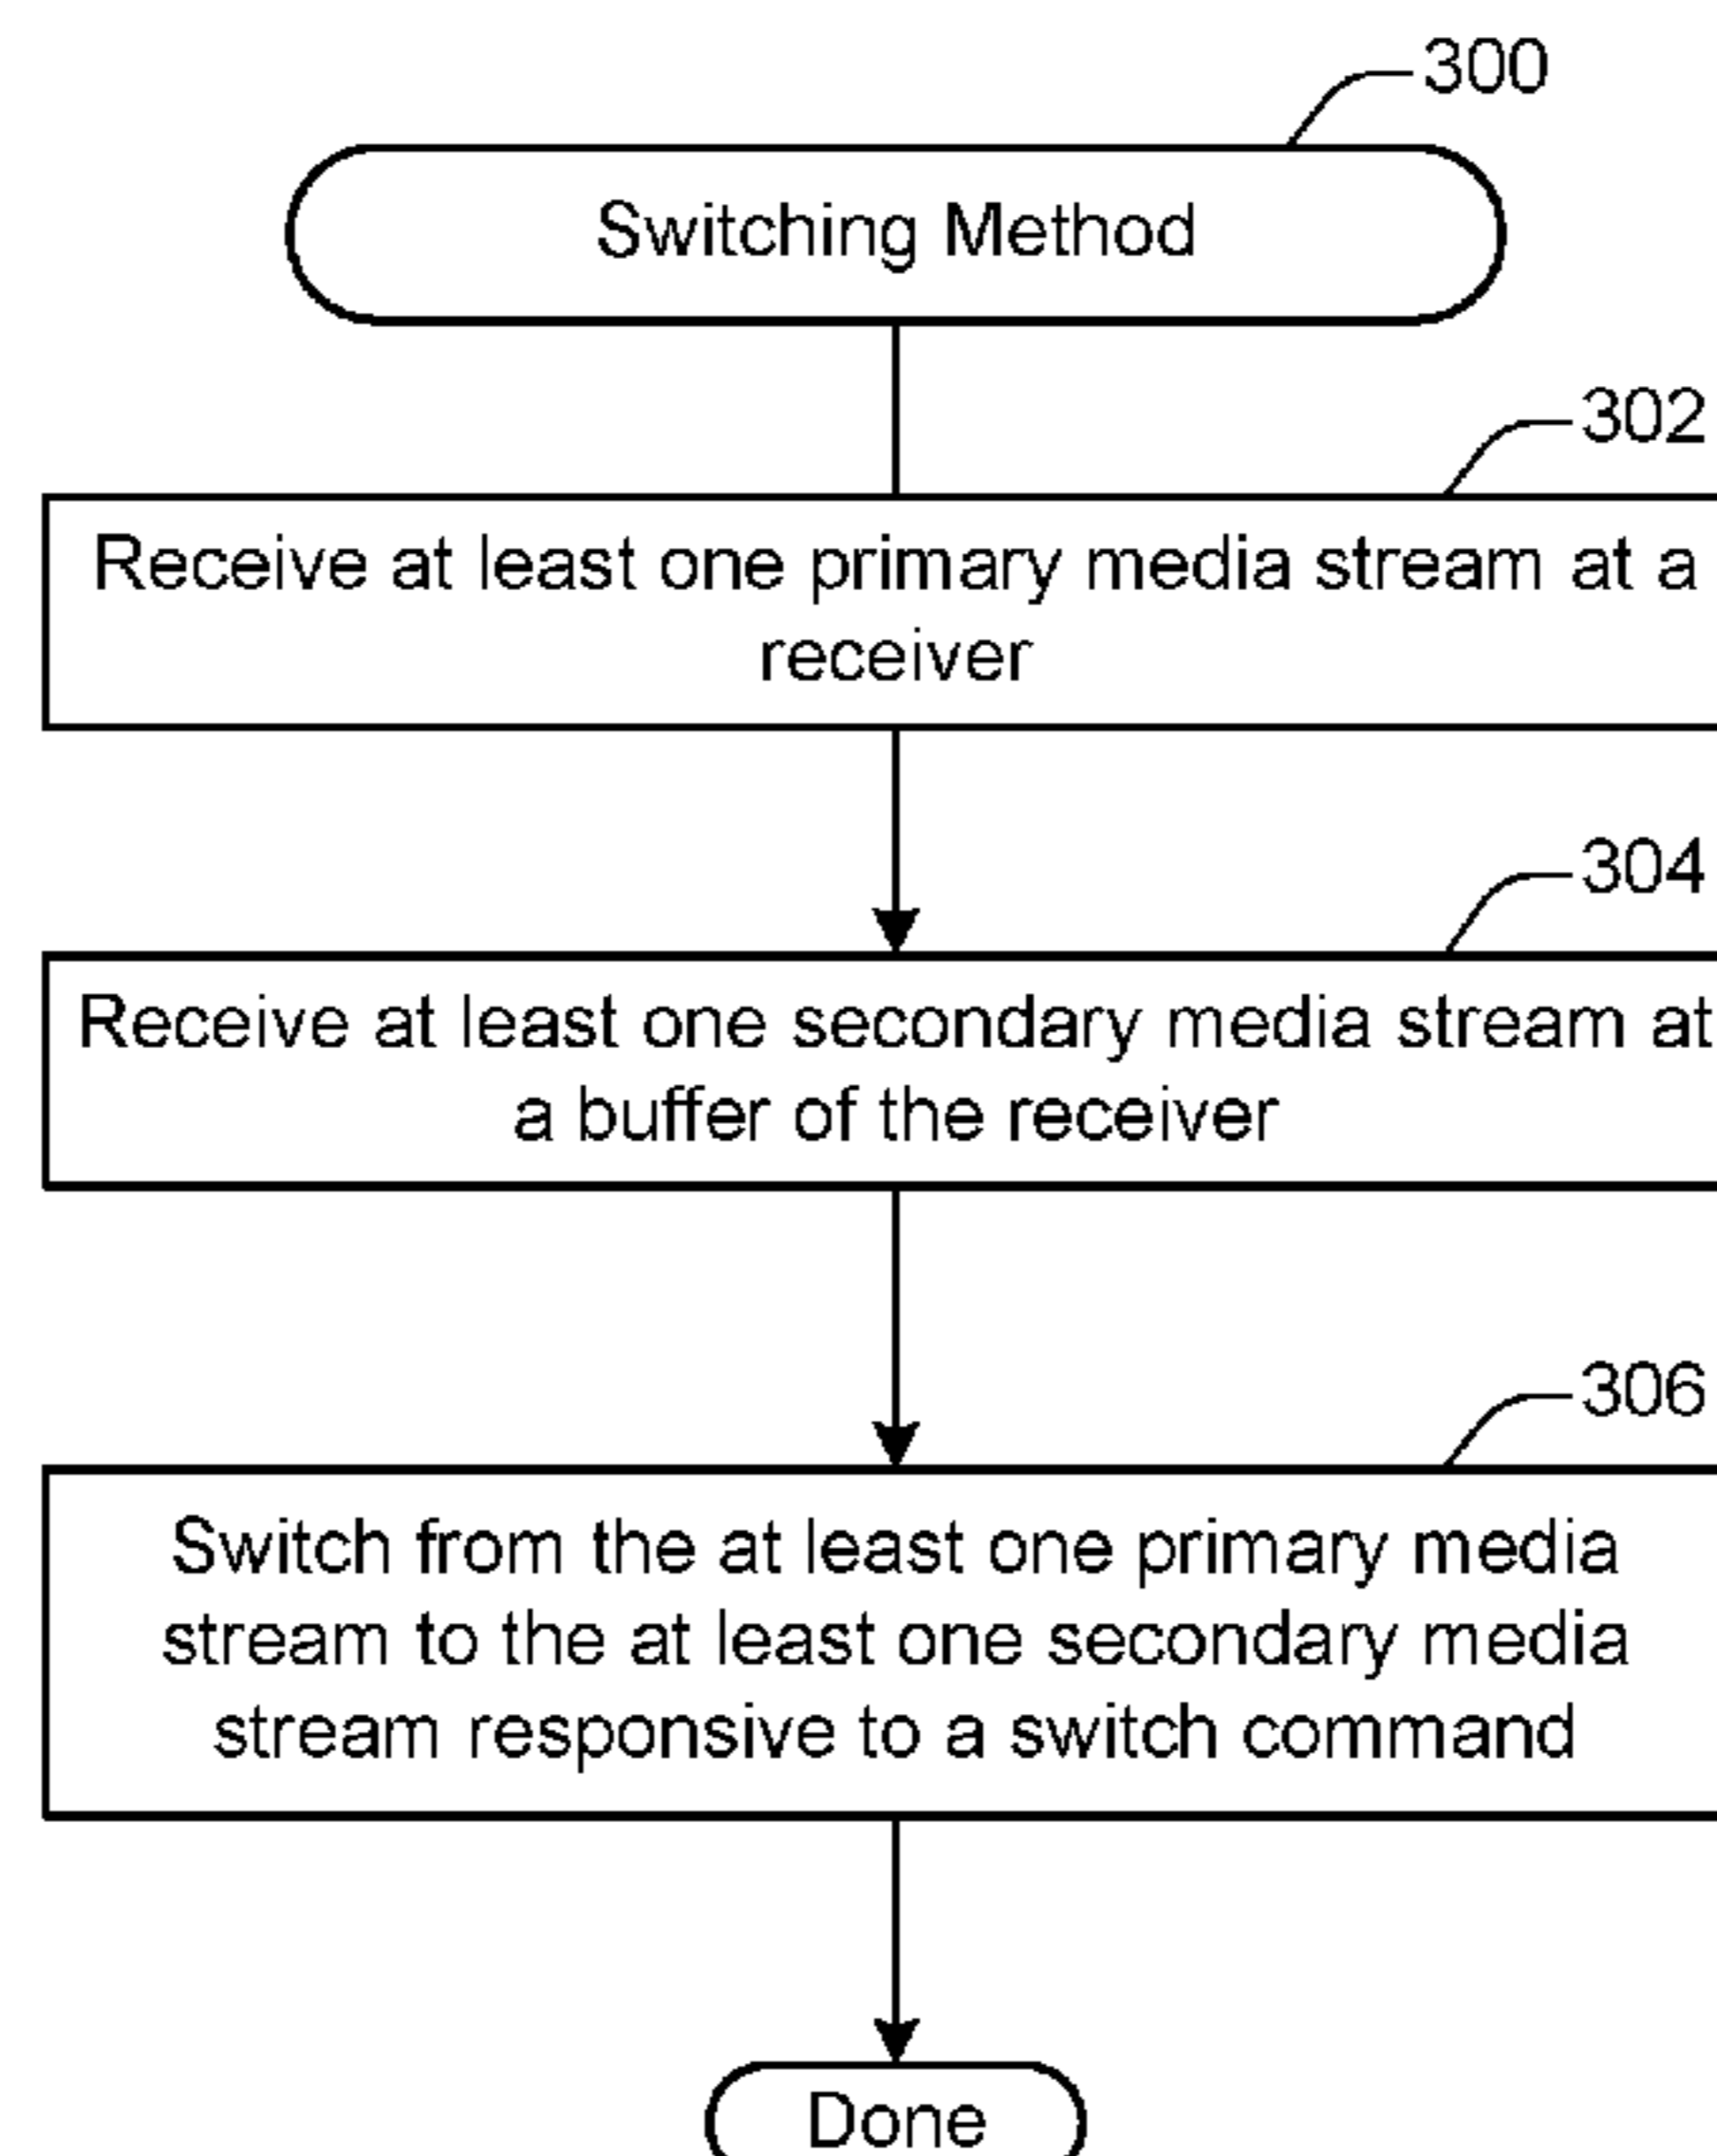 300
Switching Method
302
Receive at least one primary media stream at a
receiver
304
Receive at least one secondary media stream at
a buffer of the receiver
306
Switch from the at least one primary media
stream to the at least one secondary media
stream responsive to a switch command
Done